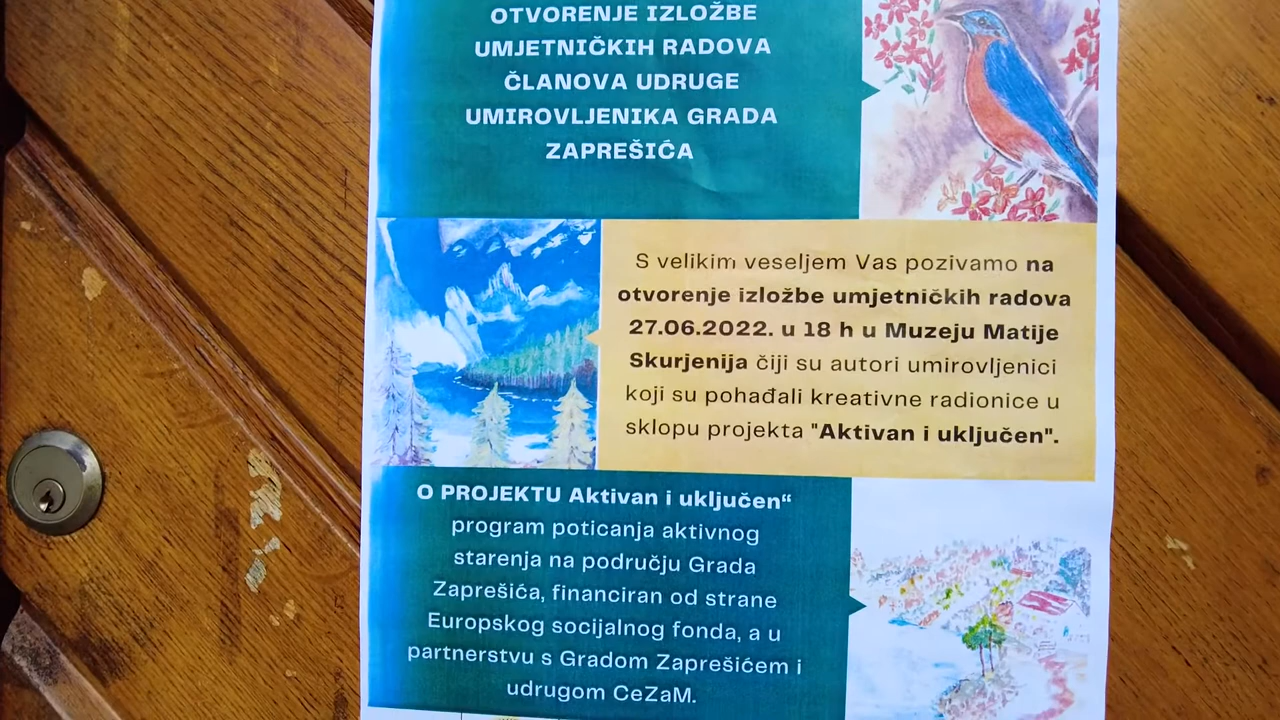 OTVORENJE IZLOŽBE
UMJETNIČKIH RADOVA
ČLANOVA UDRUGE
UMIROVLJENIKA GRADA
ZAPREŠIĆA
S velikim veseljem Vas pozivamo na
otvorenje izložbe umjetničkih radova
27.06.2022. u 18 h u Muzeju Matije
Skurjenija čiji su autori umirovljenici
koji su pohađali kreativne radionice u
sklopu projekta "Aktivan i uključen".
O PROJEKTU Aktivan i uključen“
program poticanja aktivnog
starenja na području Grada
Zaprešića, financiran od strane
Europskog socijalnog fonda, a u
partnerstvu s Gradom Zaprešićem i
udrugom CeZaM.